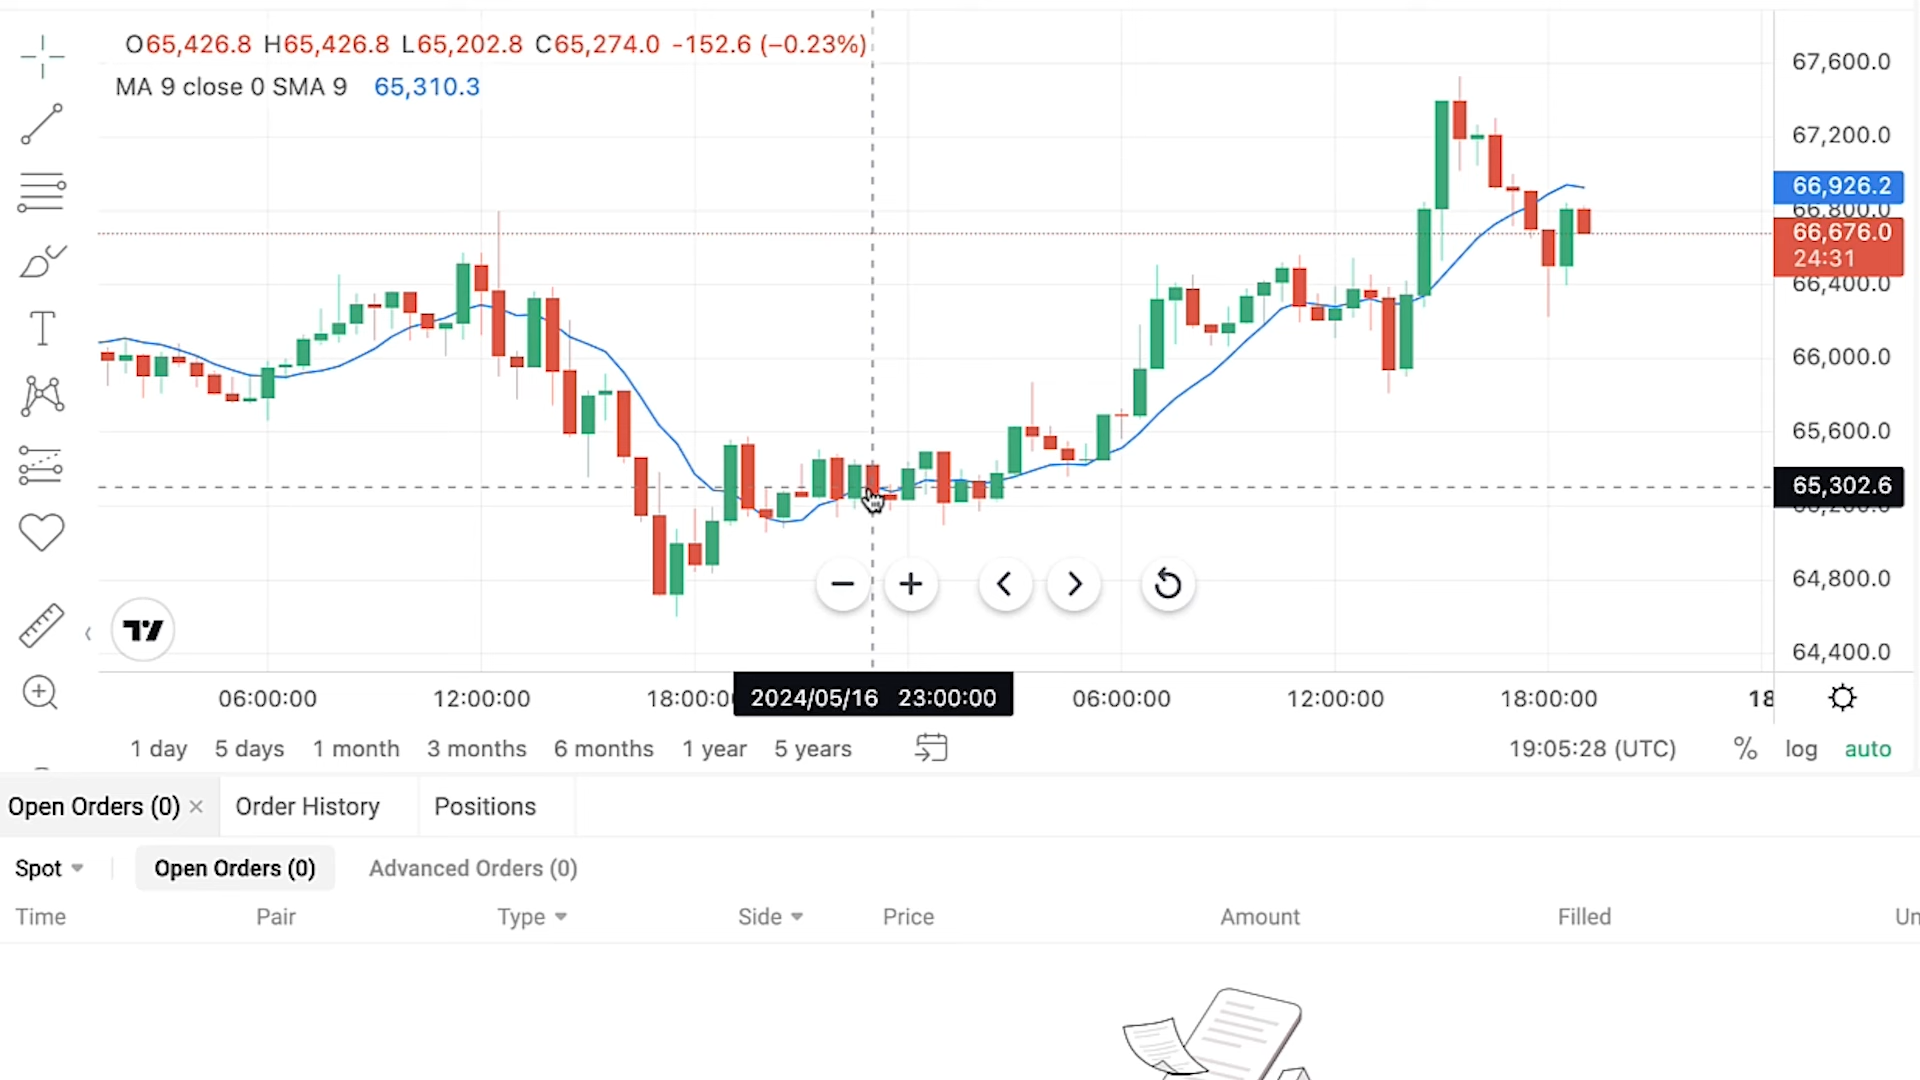 O65,426.8 H65,426.8 L65,202.8 C65,274.0 -152.6 (−0.23%)
MA 9 close 0 SMA 9 65,310.3
67,600.0
67,200.0
66,926.2
66,800.0
66,676.0
24:31
66,400.0
66,000.0
65,600.0
65,302.6
64,800.0
64,400.0
06:00:00 12:00:00 18:00:0 2024/05/16 23:00:00 06:00:00 12:00:00 18:00:00 18
1 day 5 days 1 month 3 months 6 months 1 year 5 years 19:05:28 (UTC) % log auto
Open Orders (0) Order History Positions
Spot Open Orders (0) Advanced Orders (0)
Time Pair Type Side Price Amount Filled Un